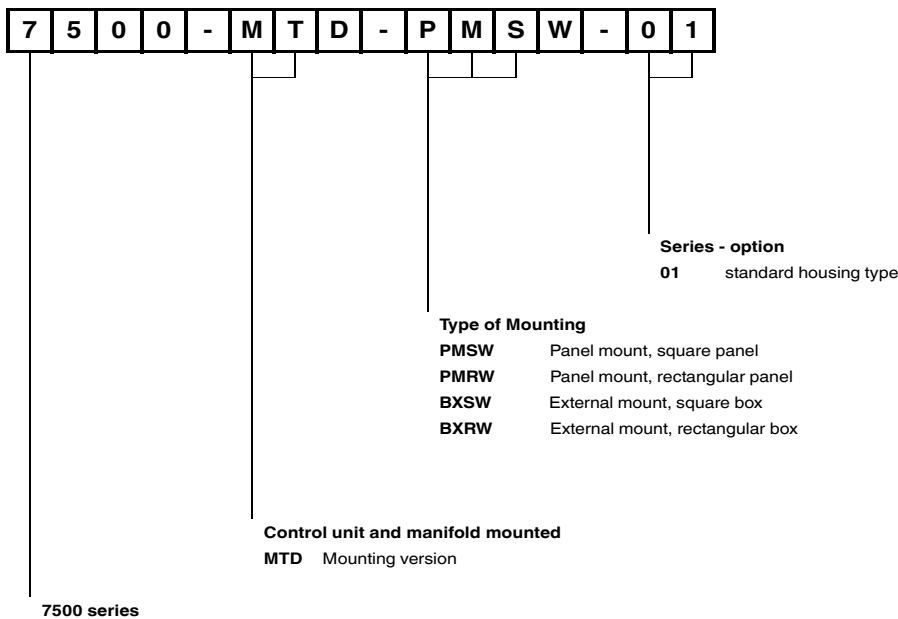 7500-MTD-PMSW-01
Series - option
01 standard housing type
Type of Mounting
PMSW Panel mount, square panel
PMRW Panel mount, rectangular panel
BXSW External mount, square box
BXRW External mount, rectangular box
Control unit and manifold mounted
MTD Mounting version
7500 series